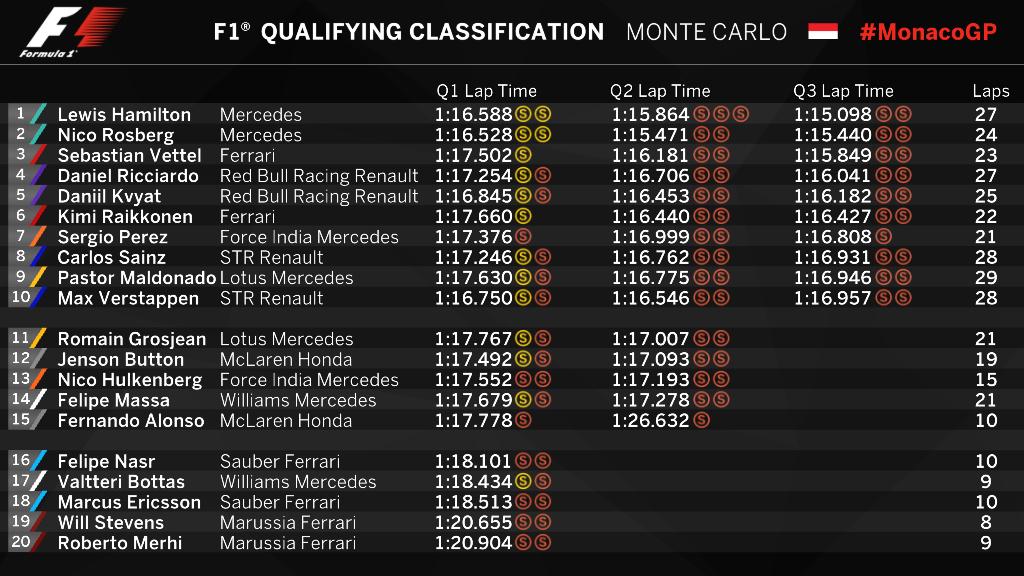 F1 Formula 1®
F1® QUALIFYING CLASSIFICATION MONTE CARLO #MonacoGP
Q1 Lap Time Q2 Lap Time Q3 Lap Time Laps
1 Lewis Hamilton Mercedes 1:16.588 S S 1:15.864 S S S 1:15.098 S S 27
2 Nico Rosberg Mercedes 1:16.528 S S 1:15.471 S S 1:15.440 S S 24
3 Sebastian Vettel Ferrari 1:17.502 S 1:16.181 S S 1:15.849 S S 23
4 Daniel Ricciardo Red Bull Racing Renault 1:17.254 S S 1:16.706 S S 1:16.041 S S 27
5 Daniil Kvyat Red Bull Racing Renault 1:16.845 S S 1:16.453 S S 1:16.182 S S 25
6 Kimi Raikkonen Ferrari 1:17.660 S 1:16.440 S S 1:16.427 S S 22
7 Sergio Perez Force India Mercedes 1:17.376 S 1:16.999 S S 1:16.808 S 21
8 Carlos Sainz STR Renault 1:17.246 S S 1:16.762 S S 1:16.931 S S 28
9 Pastor Maldonado Lotus Mercedes 1:17.630 S S 1:16.775 S S 1:16.946 S S 29
10 Max Verstappen STR Renault 1:16.750 S S 1:16.546 S S 1:16.957 S S 28
11 Romain Grosjean Lotus Mercedes 1:17.767 S S 1:17.007 S S 21
12 Jenson Button McLaren Honda 1:17.492 S S 1:17.093 S S 19
13 Nico Hulkenberg Force India Mercedes 1:17.552 S S 1:17.193 S S 15
14 Felipe Massa Williams Mercedes 1:17.679 S S 1:17.278 S S 21
15 Fernando Alonso McLaren Honda 1:17.778 S 1:26.632 S 10
16 Felipe Nasr Sauber Ferrari 1:18.101 S S 10
17 Valtteri Bottas Williams Mercedes 1:18.434 S S 9
18 Marcus Ericsson Sauber Ferrari 1:18.513 S S 10
19 Will Stevens Marussia Ferrari 1:20.655 S S 8
20 Roberto Merhi Marussia Ferrari 1:20.904 S S 9